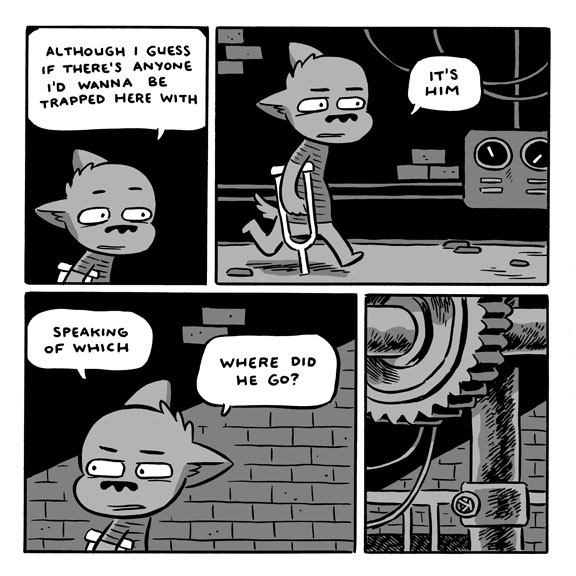 ALTHOUGH I GUESS
IF THERE'S ANYONE
I'D WANNA BE
TRAPPED HERE WITH
IT'S
HIM
SPEAKING
OF WHICH
WHERE DID
HE GO?